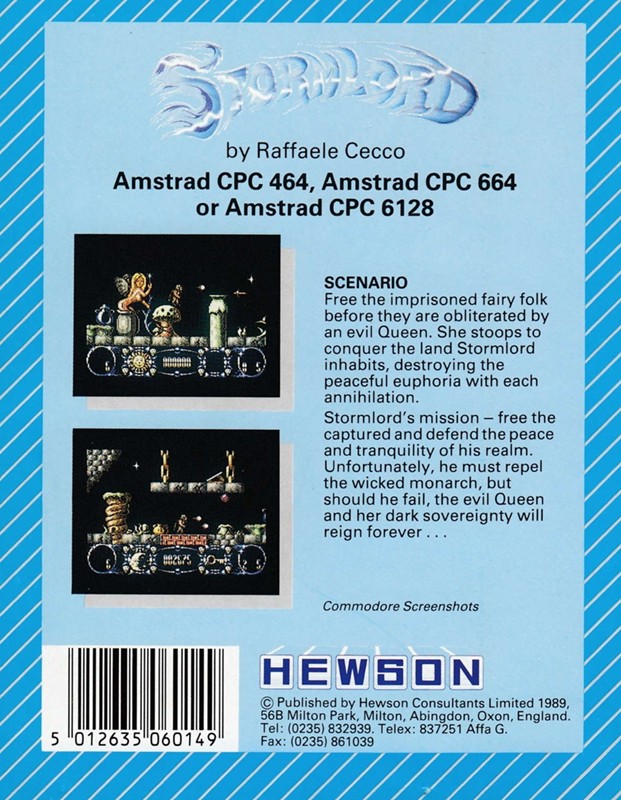 STORMLORD
by Raffaele Cecco
Amstrad CPC 464, Amstrad CPC 664
or Amstrad CPC 6128
000000
002075
SCENARIO
Free the imprisoned fairy folk
before they are obliterated by
an evil Queen. She stoops to
conquer the land Stormlord
inhabits, destroying the
peaceful euphoria with each
annihilation.
Stormlord's mission – free the
captured and defend the peace
and tranquility of his realm.
Unfortunately, he must repel
the wicked monarch, but
should he fail, the evil Queen
and her dark sovereignty will
reign forever . . .
Commodore Screenshots
5 012635 060149
HEWSON
© Published by Hewson Consultants Limited 1989,
56B Milton Park, Milton, Abingdon, Oxon, England.
Tel: (0235) 832939. Telex: 837251 Affa G.
Fax: (0235) 861039